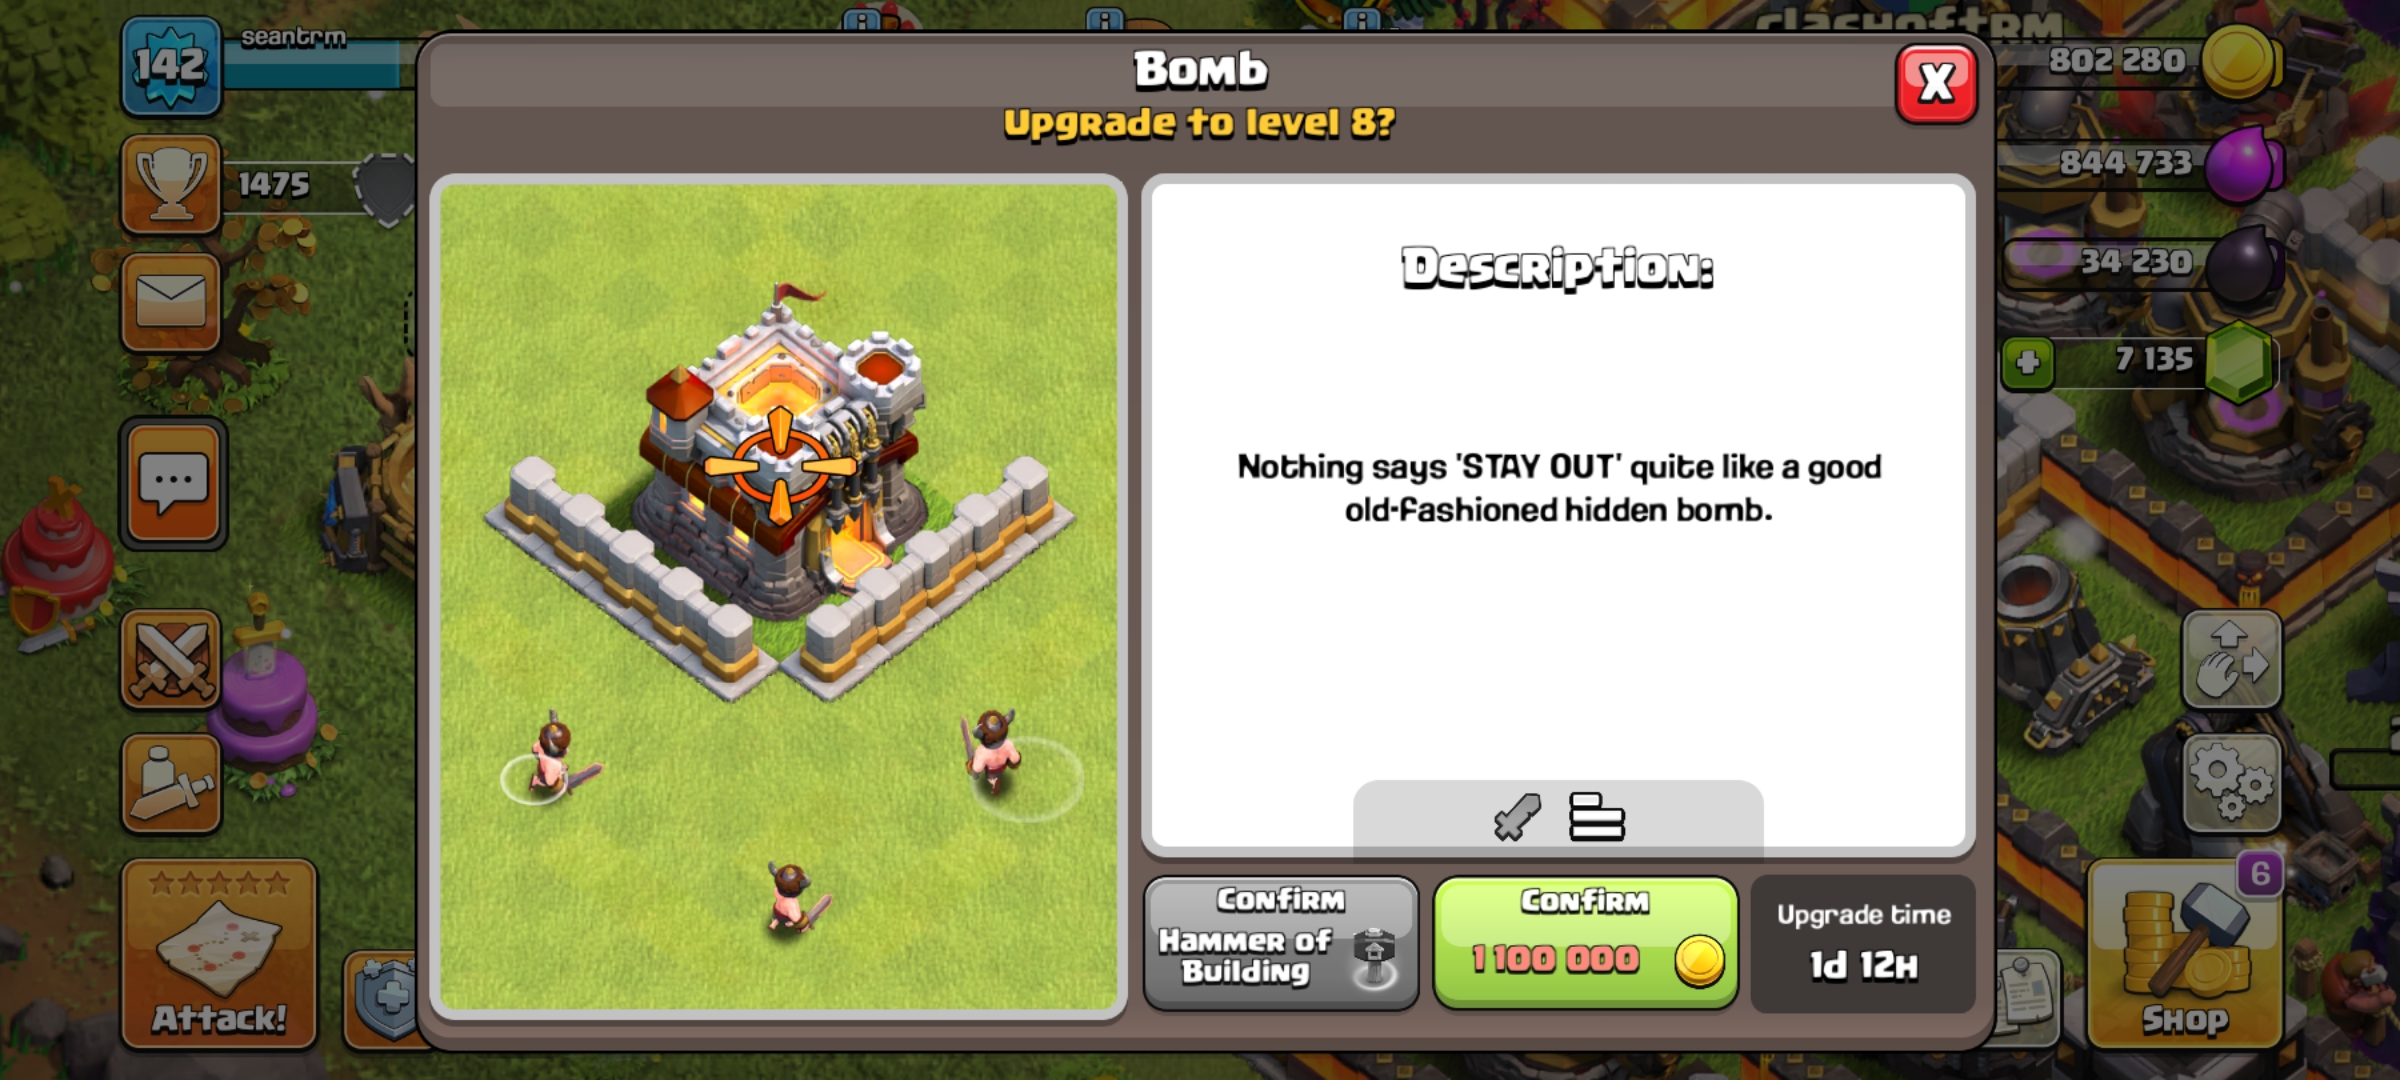 142
seantrm
1475
Attack!
Bomb
Upgrade to level 8?
X
Description:
Nothing says 'STAY OUT' quite like a good
old-fashioned hidden bomb.
Confirm
Hammer of
Building
Confirm
1 100 000
Upgrade time
1d 12h
clashoftrm
802 280
844 733
34 230
7 135
6
Shop